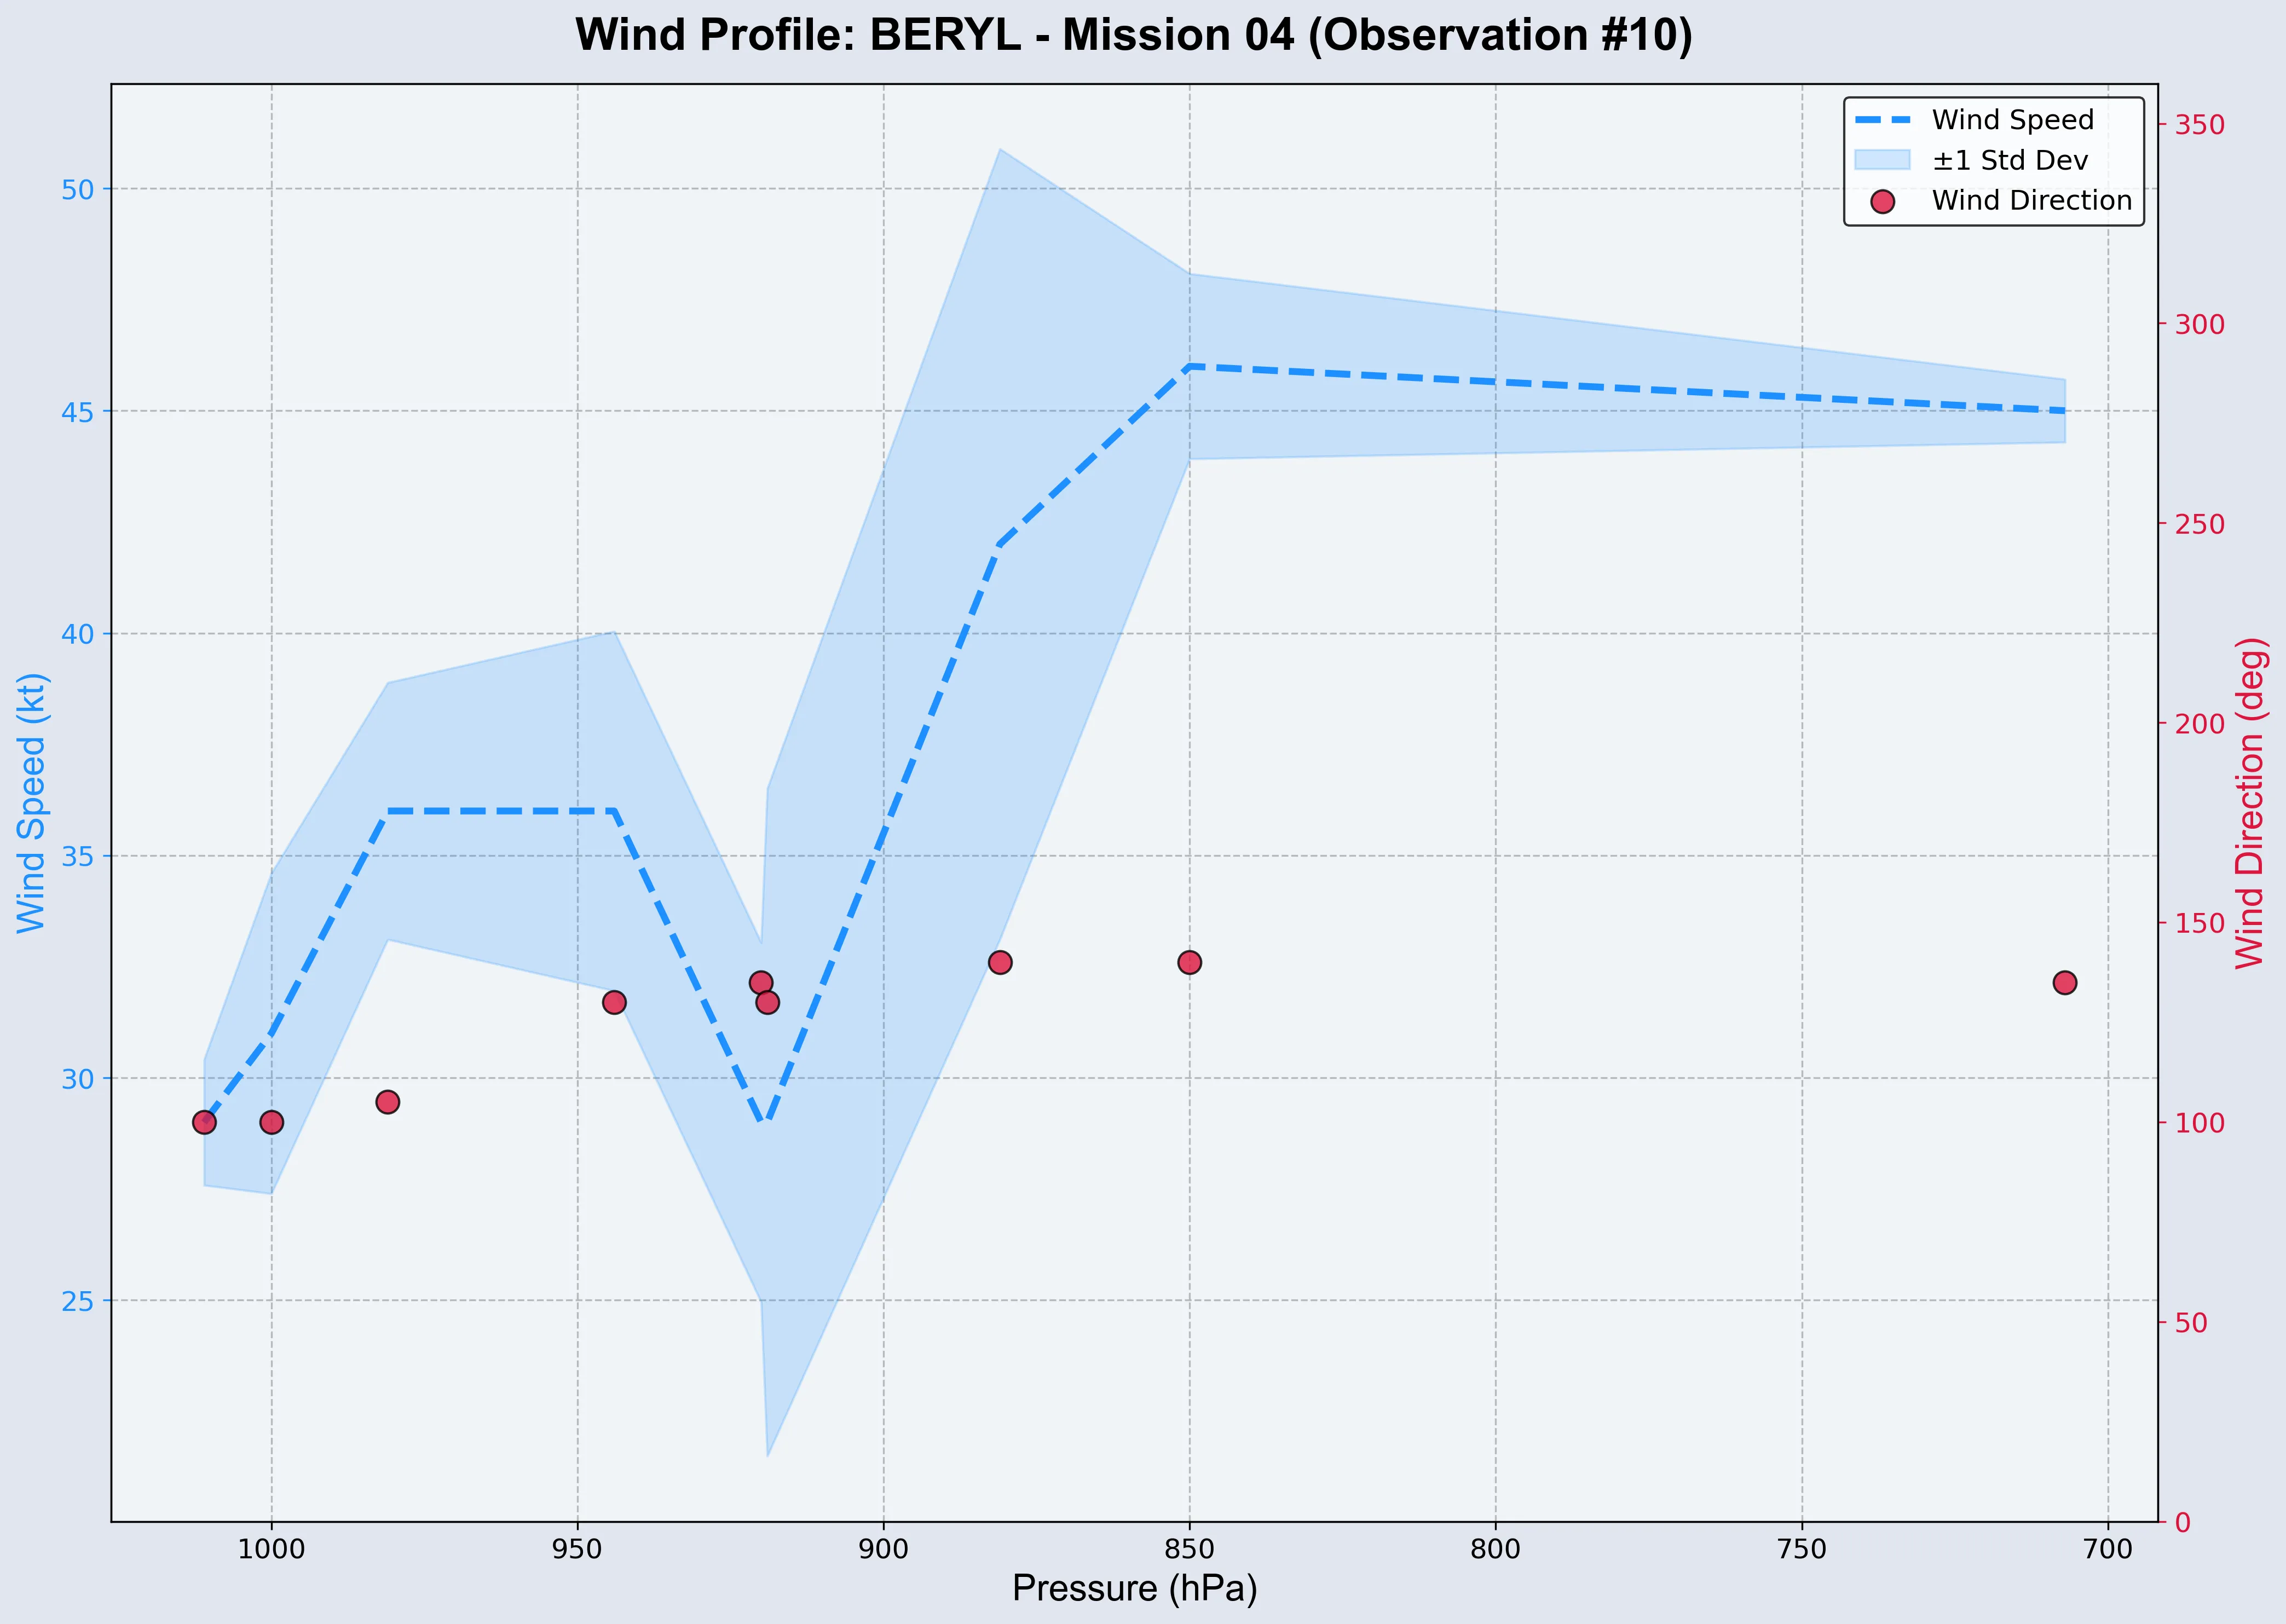 Wind Profile: BERYL - Mission 04 (Observation #10)
Wind Speed
±1 Std Dev
Wind Direction
Wind Speed (kt)
50
45
40
35
30
25
350
300
250
200
150
100
50
0
Wind Direction (deg)
1000 950 900 850 800 750 700
Pressure (hPa)